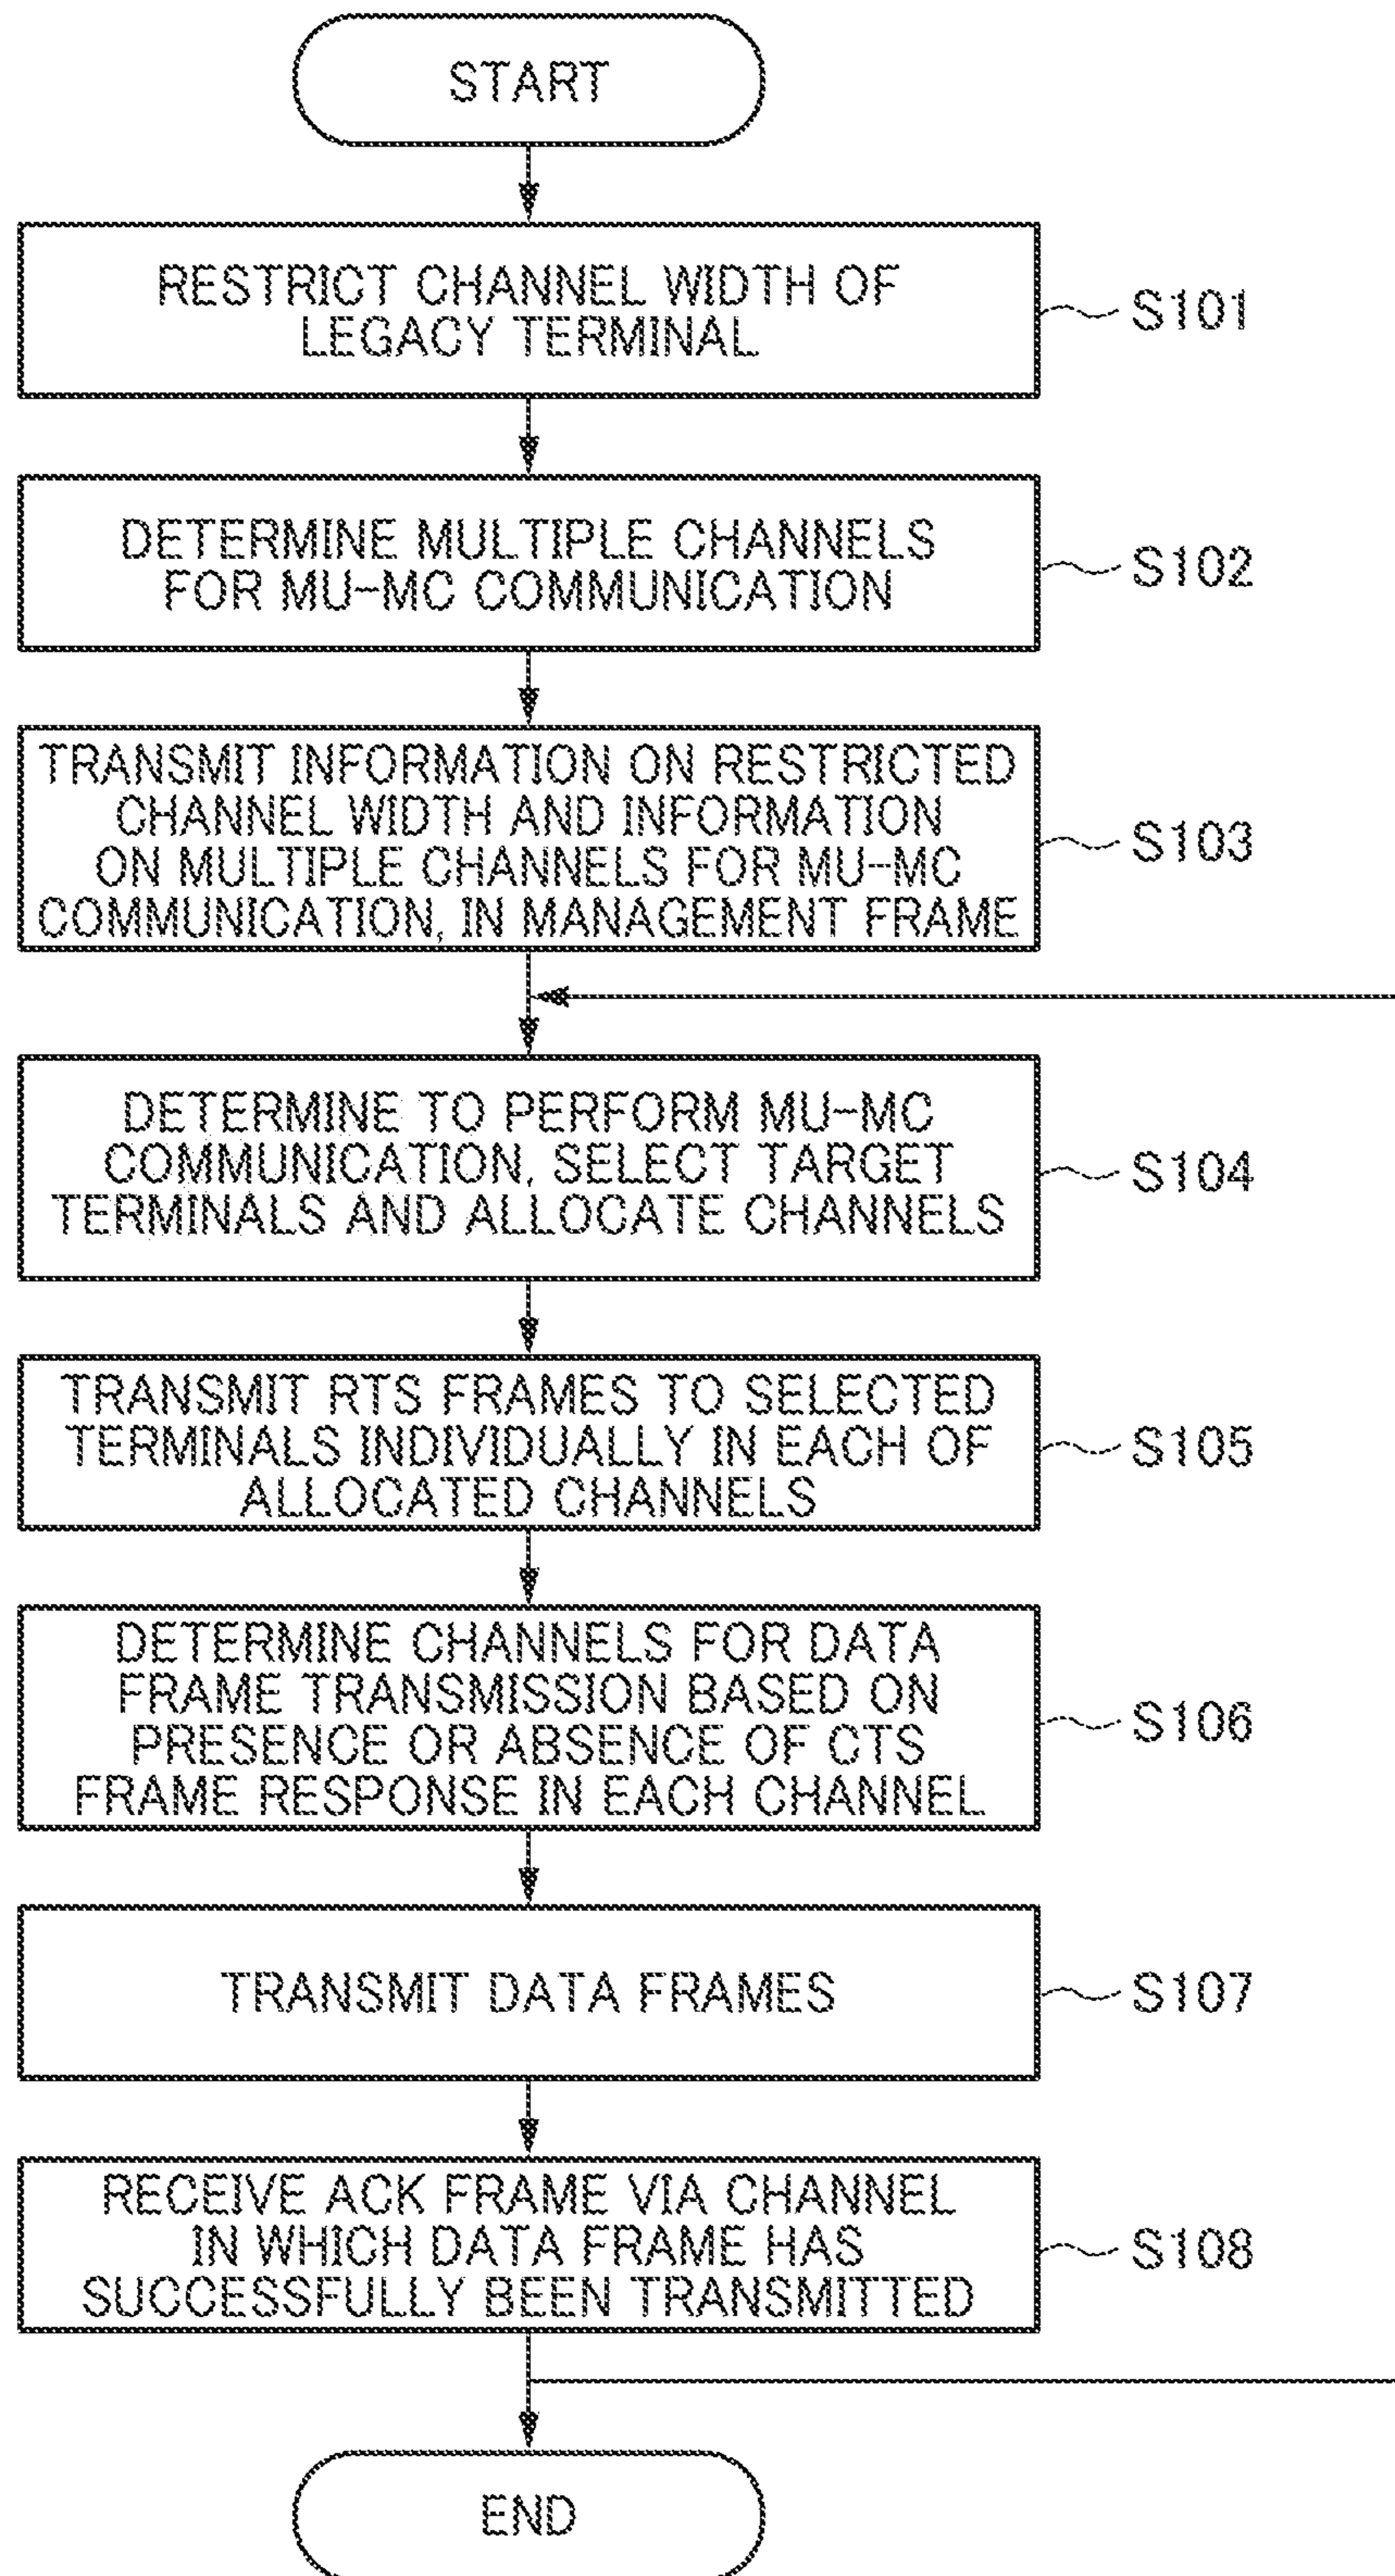 START
RESTRICT CHANNEL WIDTH OF
LEGACY TERMINAL
S101
DETERMINE MULTIPLE CHANNELS
FOR MU-MC COMMUNICATION
S102
TRANSMIT INFORMATION ON RESTRICTED
CHANNEL WIDTH AND INFORMATION
ON MULTIPLE CHANNELS FOR MU-MC
COMMUNICATION, IN MANAGEMENT FRAME
S103
DETERMINE TO PERFORM MU-MC
COMMUNICATION, SELECT TARGET
TERMINALS AND ALLOCATE CHANNELS
S104
TRANSMIT RTS FRAMES TO SELECTED
TERMINALS INDIVIDUALLY IN EACH OF
ALLOCATED CHANNELS
S105
DETERMINE CHANNELS FOR DATA
FRAME TRANSMISSION BASED ON
PRESENCE OR ABSENCE OF CTS
FRAME RESPONSE IN EACH CHANNEL
S106
TRANSMIT DATA FRAMES
S107
RECEIVE ACK FRAME VIA CHANNEL
IN WHICH DATA FRAME HAS
SUCCESSFULLY BEEN TRANSMITTED
S108
END